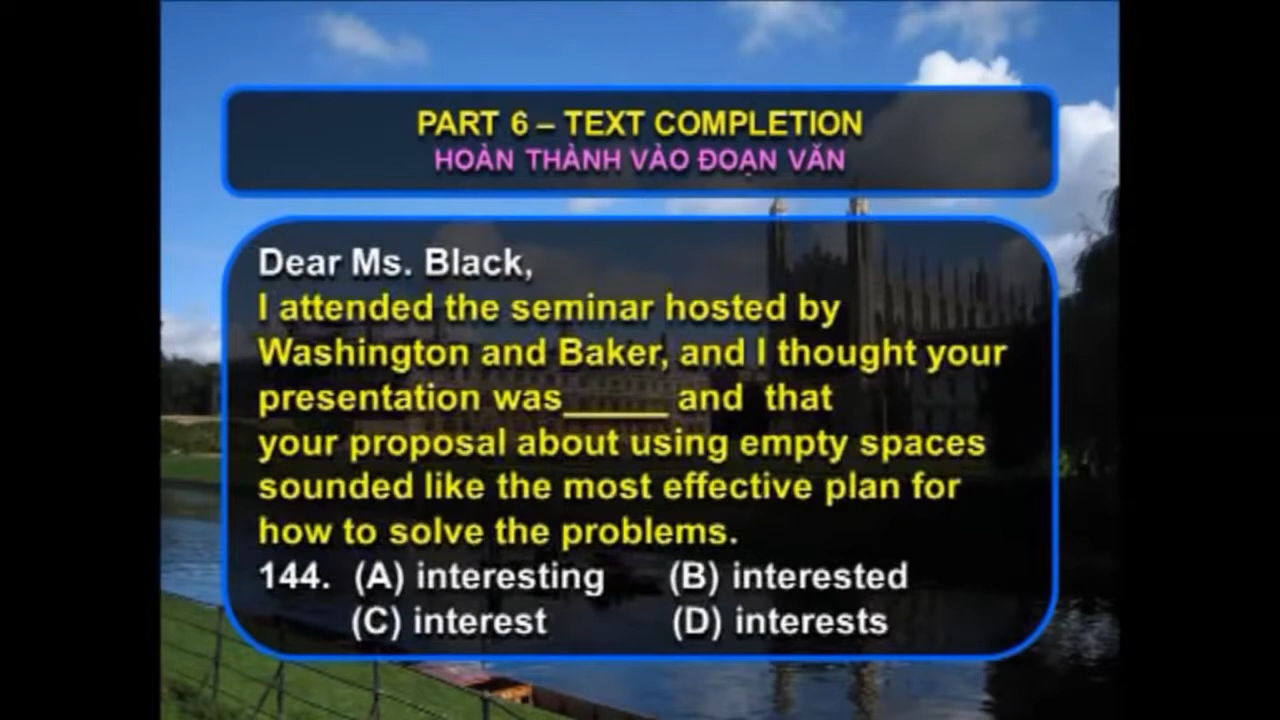 PART 6 – TEXT COMPLETION
HOÀN THÀNH VÀO ĐOẠN VĂN
Dear Ms. Black,
I attended the seminar hosted by
Washington and Baker, and I thought your
presentation was_____ and that
your proposal about using empty spaces
sounded like the most effective plan for
how to solve the problems.
144. (A) interesting (B) interested
(C) interest (D) interests